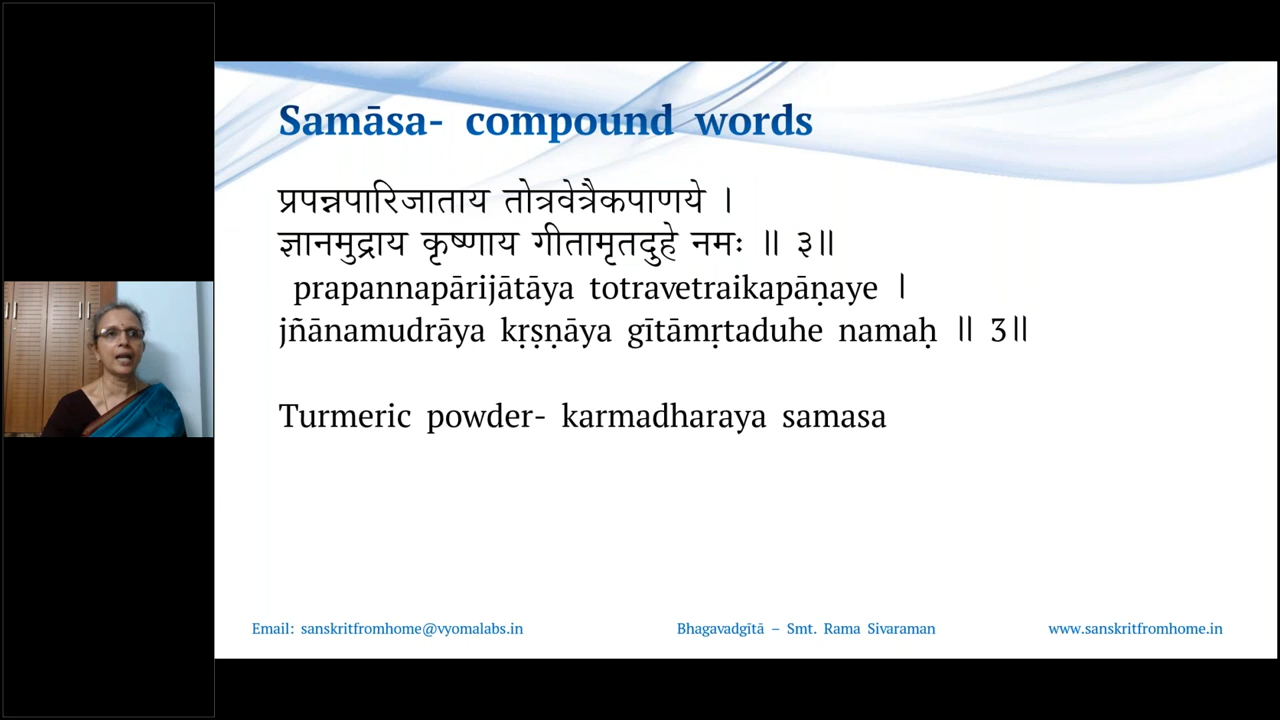 Samāsa- compound words
प्रपन्नपारिजाताय तोत्रवेत्रैकपाणये ।
ज्ञानमुद्राय कृष्णाय गीतामृतदुहे नमः ॥ ३॥
prapannapārijātāya totravetraikapāṇaye ।
jñānamudrāya kṛṣṇāya gītāmṛtaduhe namaḥ ॥ 3॥
Turmeric powder- karmadharaya samasa
Email: sanskritfromhome@vyomalabs.in Bhagavadgītā – Smt. Rama Sivaraman www.sanskritfromhome.in